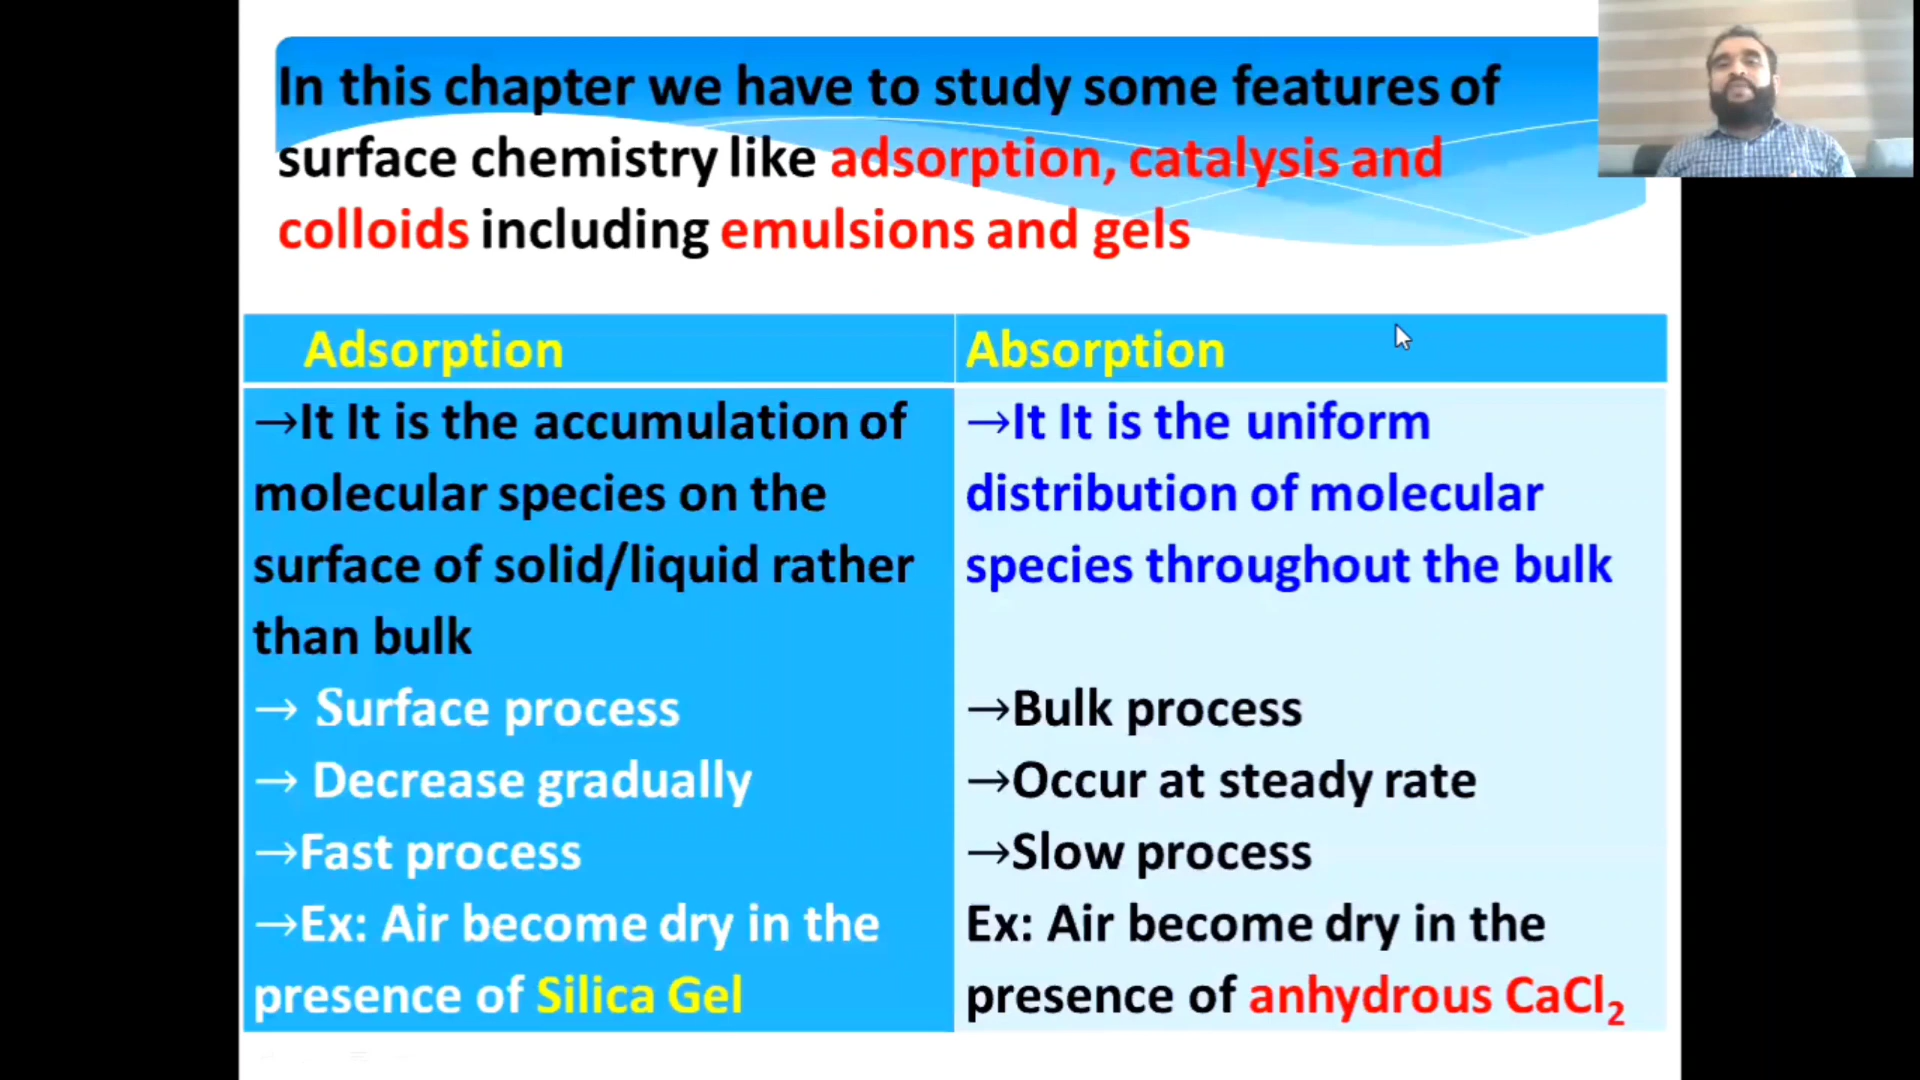 In this chapter we have to study some features of
surface chemistry like adsorption, catalysis and
colloids including emulsions and gels
Adsorption
→It It is the accumulation of
molecular species on the
surface of solid/liquid rather
than bulk
→ Surface process
→ Decrease gradually
→Fast process
→Ex: Air become dry in the
presence of Silica Gel
Absorption
→It It is the uniform
distribution of molecular
species throughout the bulk
→Bulk process
→Occur at steady rate
→Slow process
Ex: Air become dry in the
presence of anhydrous CaCl₂